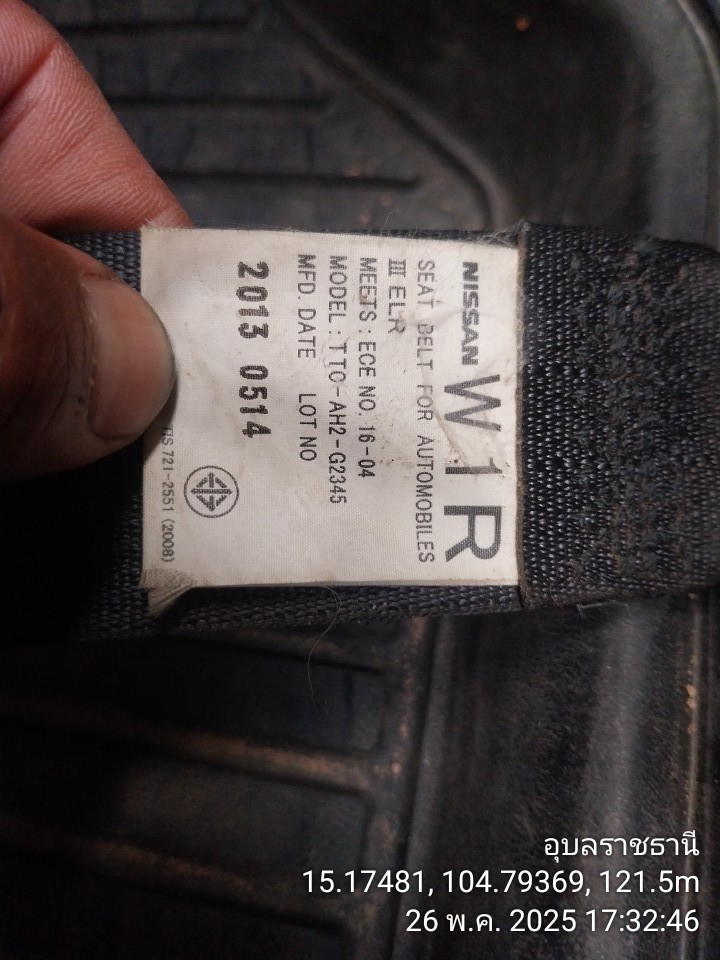 NISSAN W1R
SEAT BELT FOR AUTOMOBILES
III ELR
MEETS : ECE NO. 16-04
MODEL : TTC-AH2-G2345
MFD. DATE LOT NO
2013 0514
721-2551 (2008)
อุบลราชธานี
15.17481, 104.79369, 121.5m
26 พ.ค. 2025 17:32:46